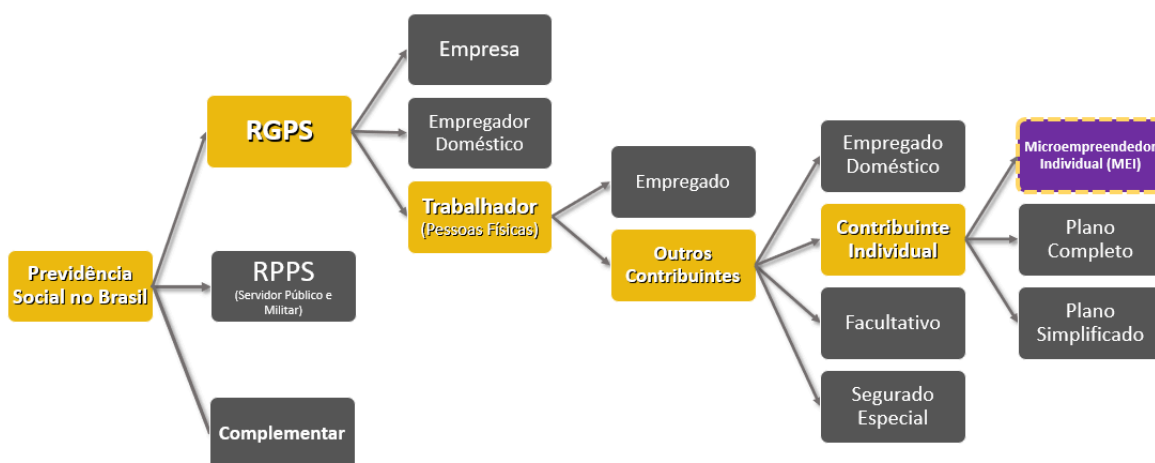 Previdência
Social no Brasil
RGPS
RPPS
(Servidor Público e
Militar)
Complementar
Empresa
Empregador
Doméstico
Trabalhador
(Pessoas Físicas)
Empregado
Outros
Contribuintes
Empregado
Doméstico
Contribuinte
Individual
Facultativo
Segurado
Especial
Microempreendedor
Individual (MEI)
Plano
Completo
Plano
Simplificado